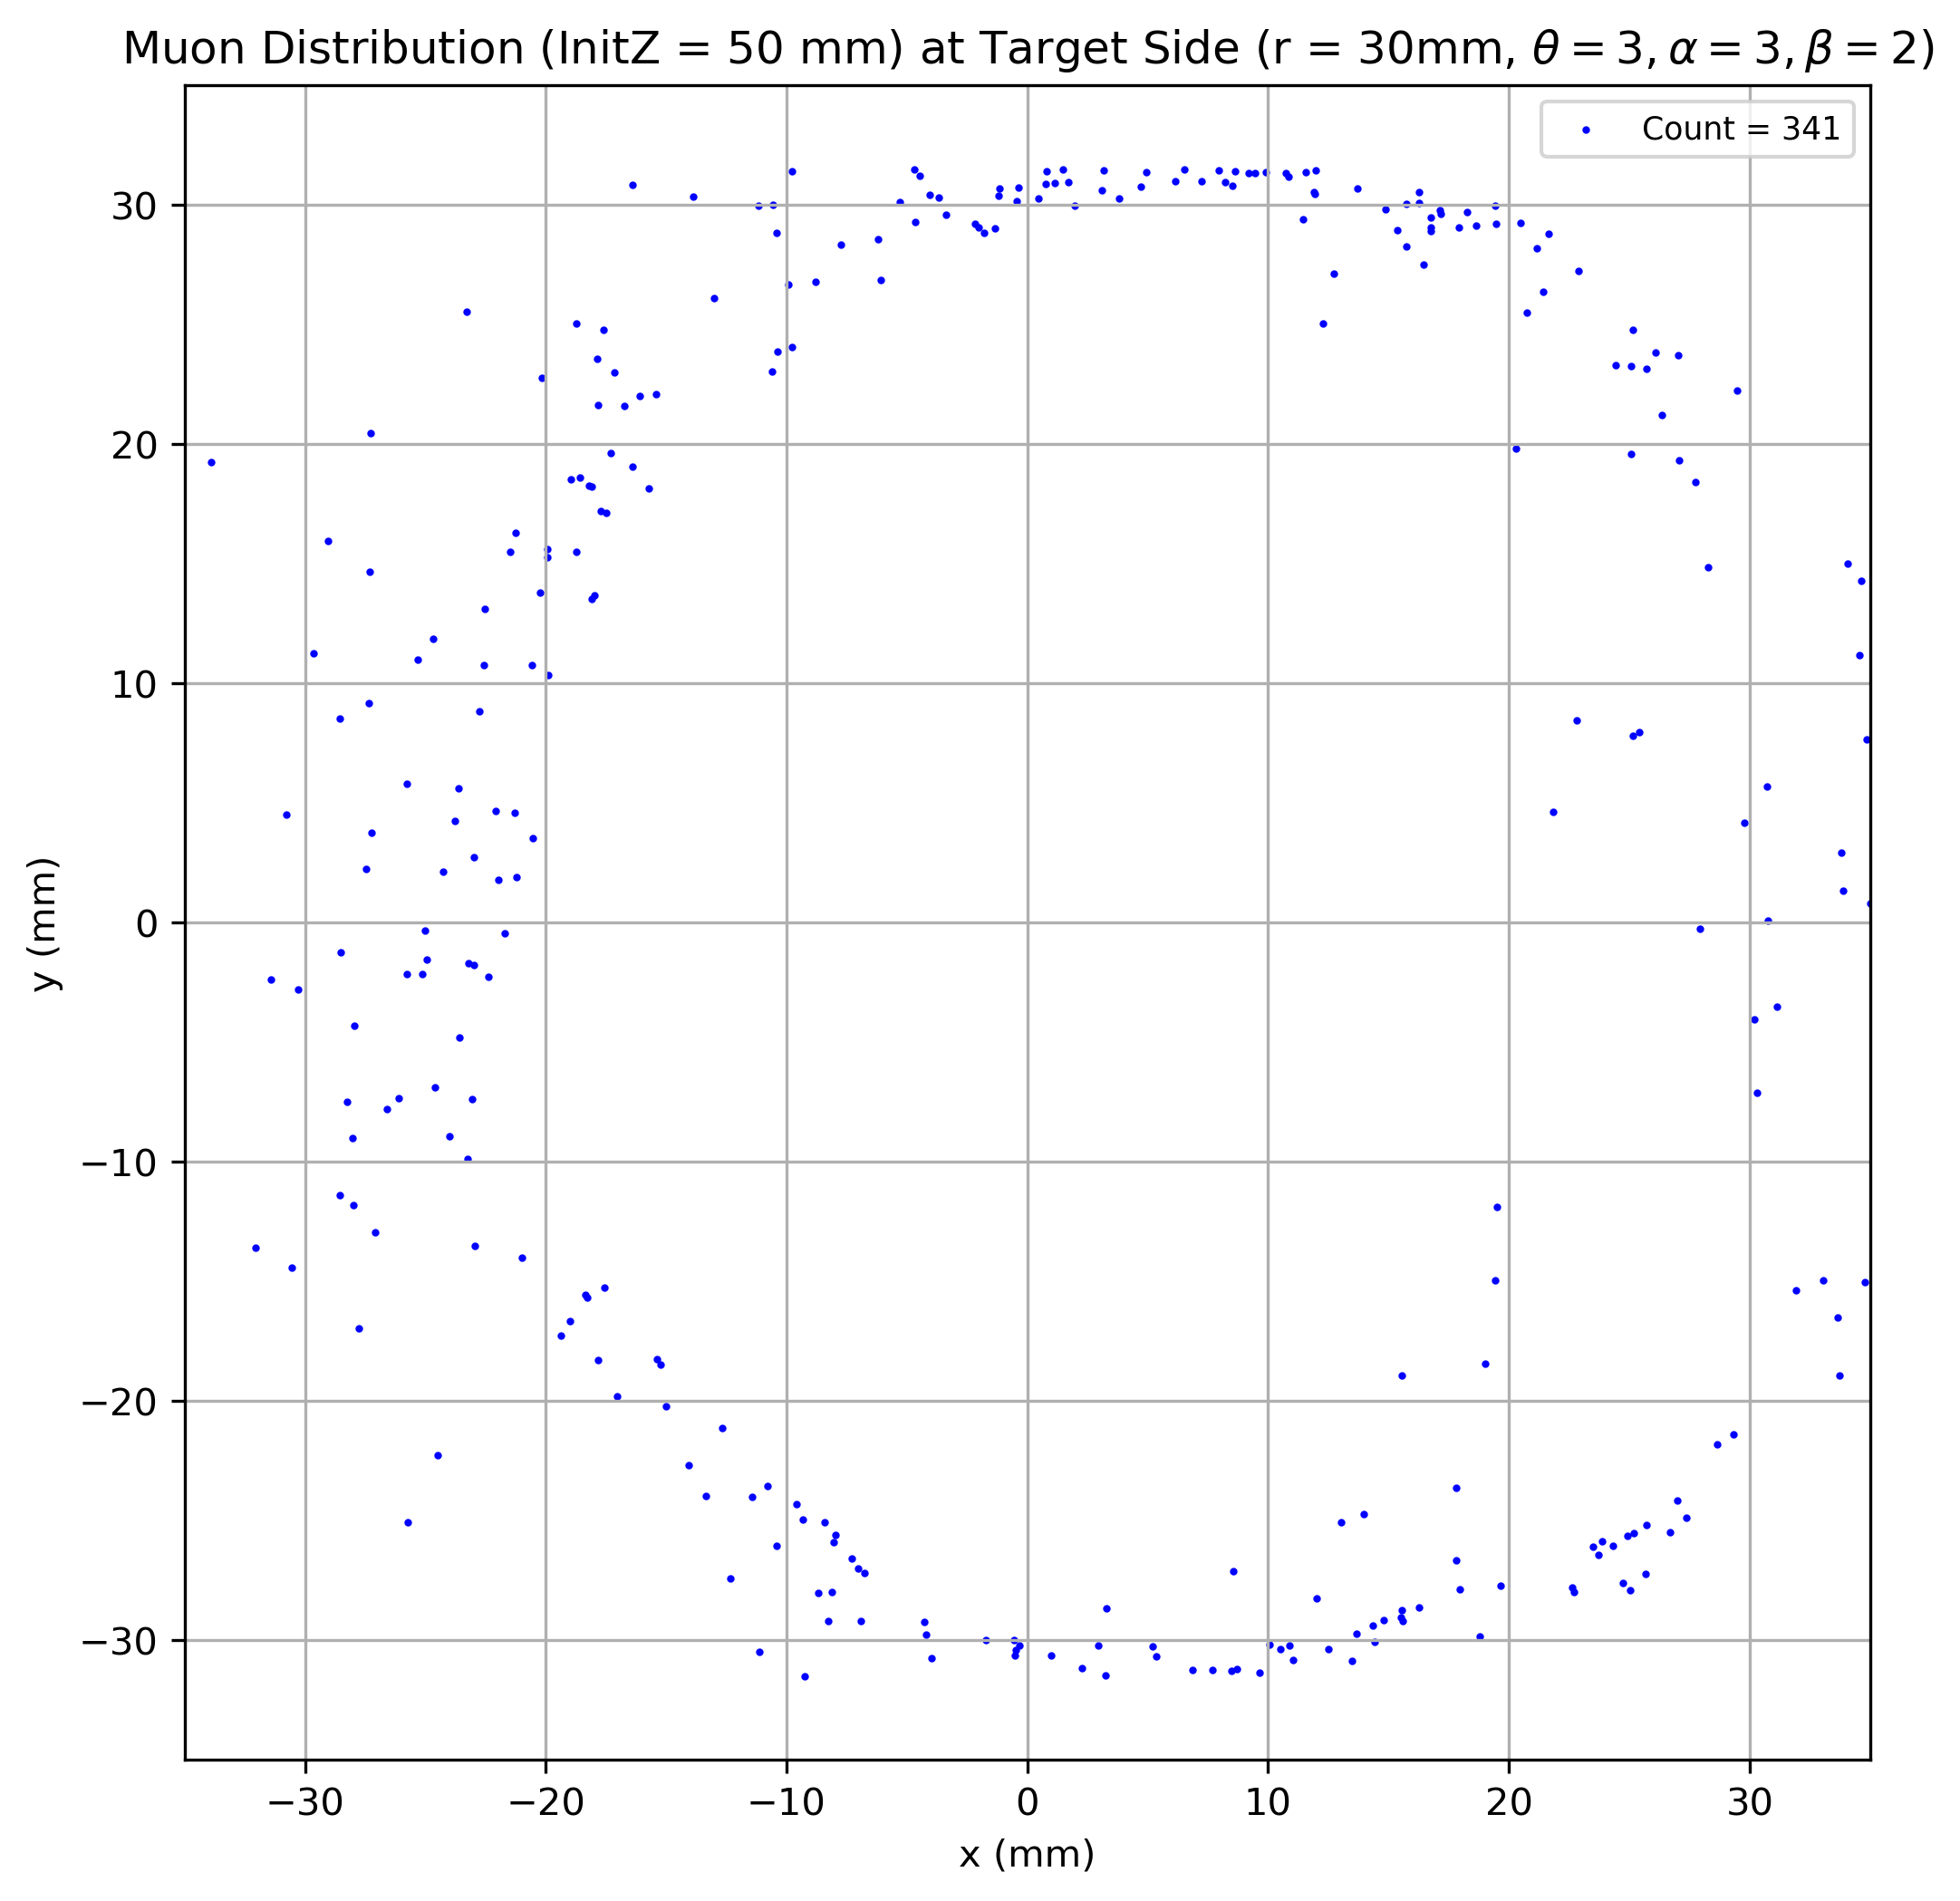 Muon Distribution (InitZ = 50 mm) at Target Side (r = 30mm, θ = 3, α = 3, β = 2)
Count = 341
30
20
10
0
−10
−20
−30
y (mm)
−30 −20 −10 0 10 20 30
x (mm)